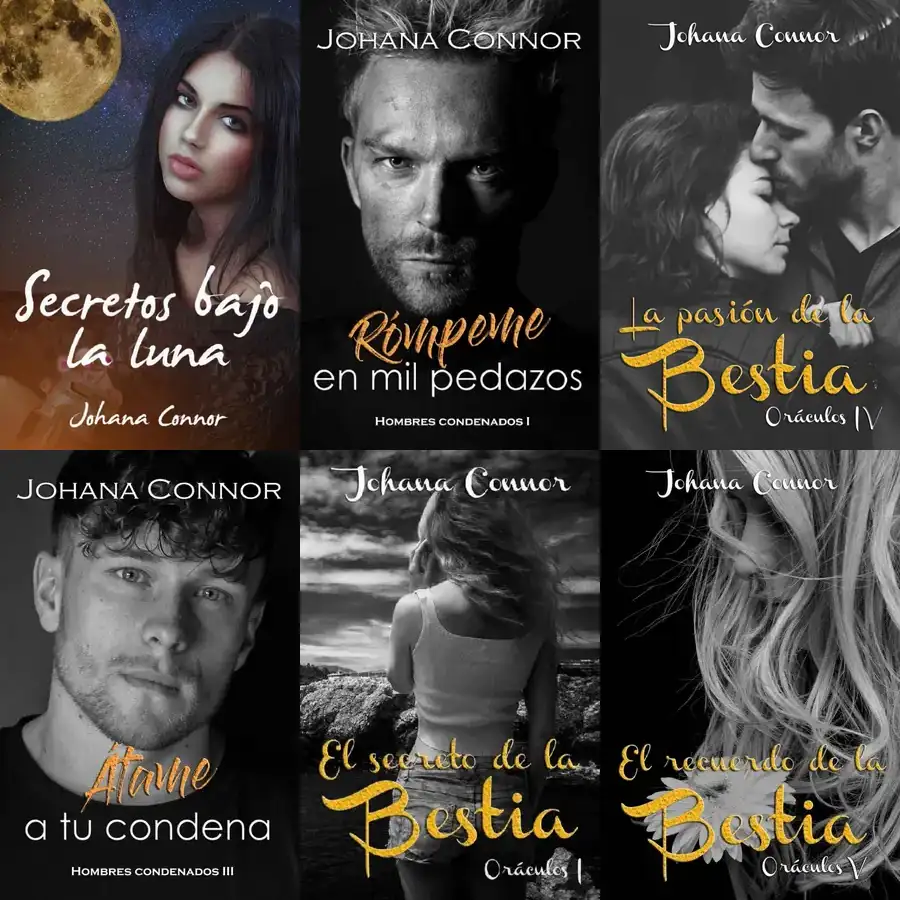 Secretos bajo
la luna
Johana Connor
JOHANA CONNOR
Rómpeme
en mil pedazos
HOMBRES CONDENADOS I
Johana Connor
La pasión de la
Bestia
Oráculos IV
JOHANA CONNOR
Átame
a tu condena
HOMBRES CONDENADOS III
Johana Connor
El secreto de la
Bestia
Oráculos I
Johana Connor
El recuerdo de la
Bestia
Oráculos V